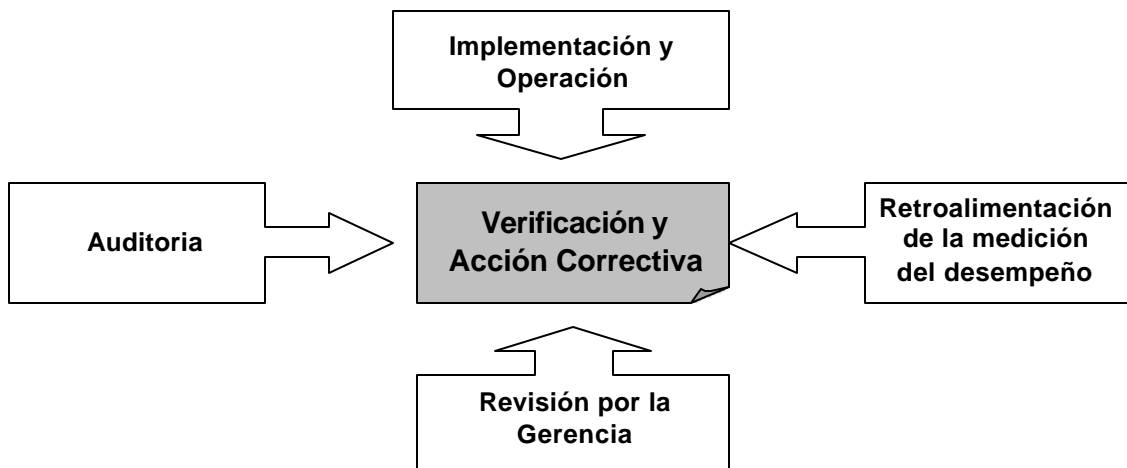 Implementación y
Operación
Auditoria
Verificación y
Acción Correctiva
Retroalimentación
de la medición
del desempeño
Revisión por la
Gerencia